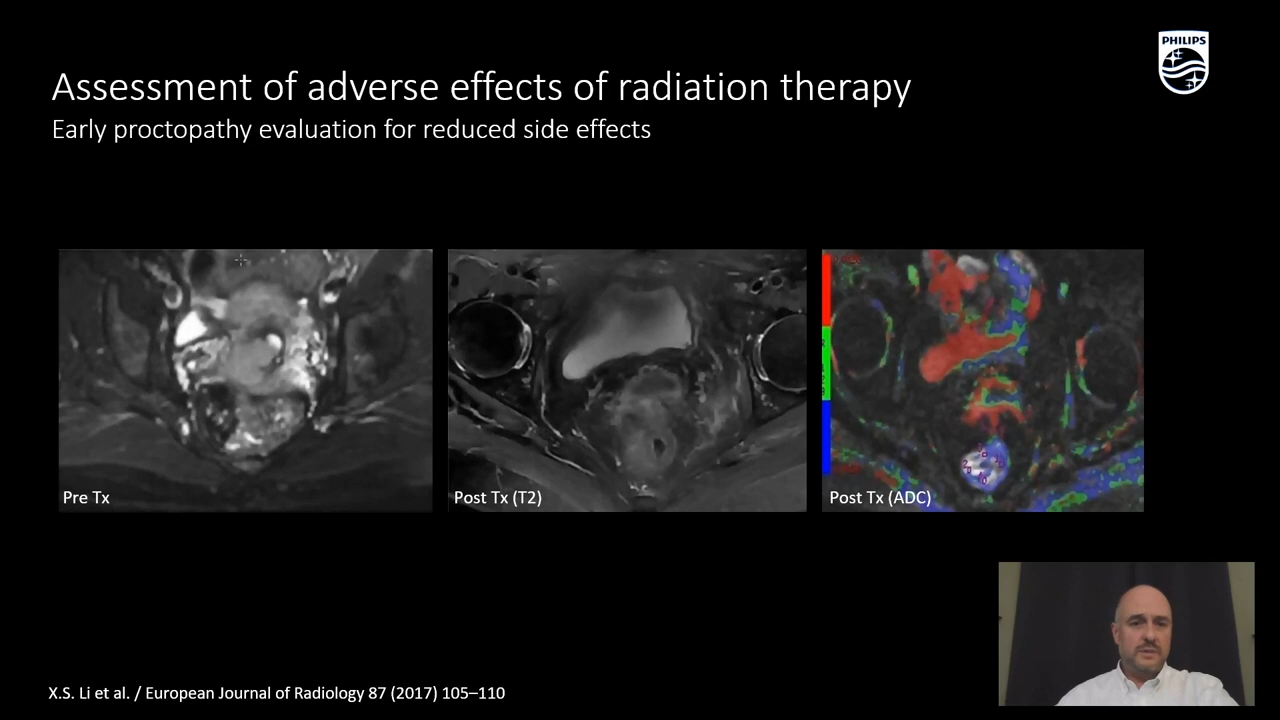 PHILIPS
Assessment of adverse effects of radiation therapy
Early proctopathy evaluation for reduced side effects
Pre Tx
Post Tx (T2)
Post Tx (ADC)
X.S. Li et al. / European Journal of Radiology 87 (2017) 105–110